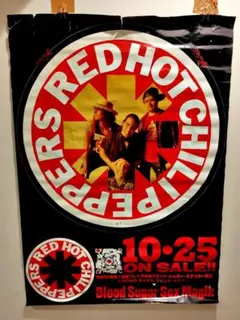 RED HOT CHILI PEPPERS
10・25
ON SALE!!
Blood Sugar Sex Magik
RED HOT CHILI PEPPERS